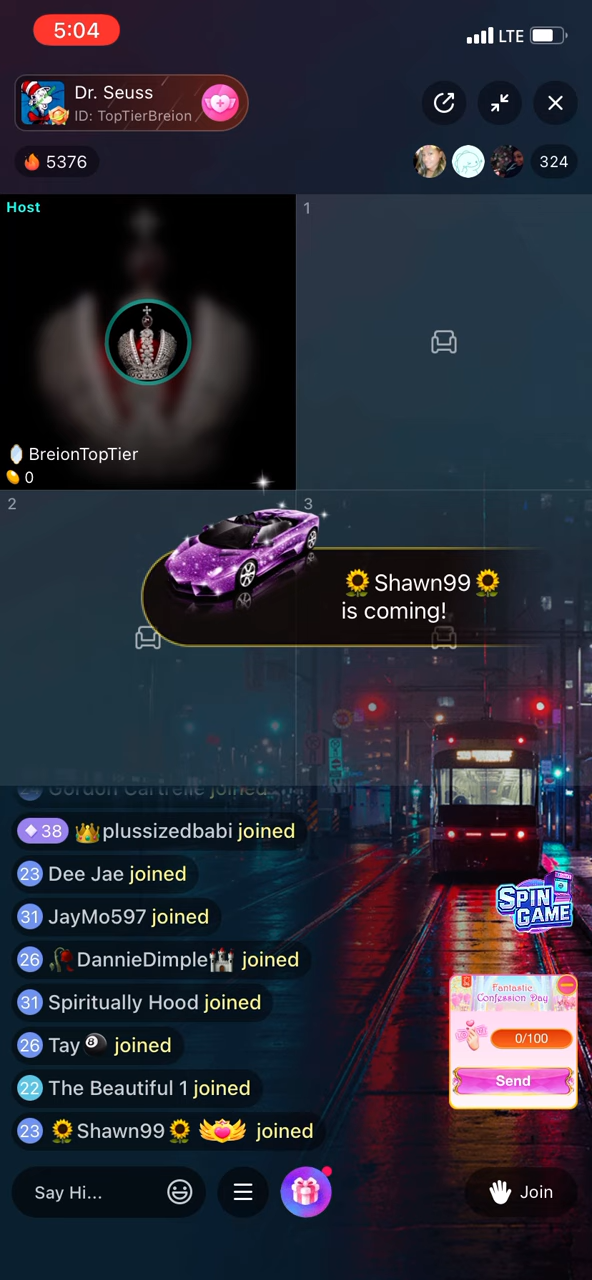 5:04
LTE
Dr. Seuss
ID: TopTierBreion
5376
324
Host
1
BreionTopTier
0
2
3
🌻Shawn99🌻
is coming!
Gordon Cartrelle joined
38 👑plussizedbabi joined
23 Dee Jae joined
31 JayMo597 joined
26 🥀DannieDimple🏰 joined
31 Spiritually Hood joined
26 Tay🎱 joined
22 The Beautiful 1 joined
23 🌻Shawn99🌻 joined
SPIN
GAME
Fantastic
Confession Day
0/100
Send
Say Hi...
Join